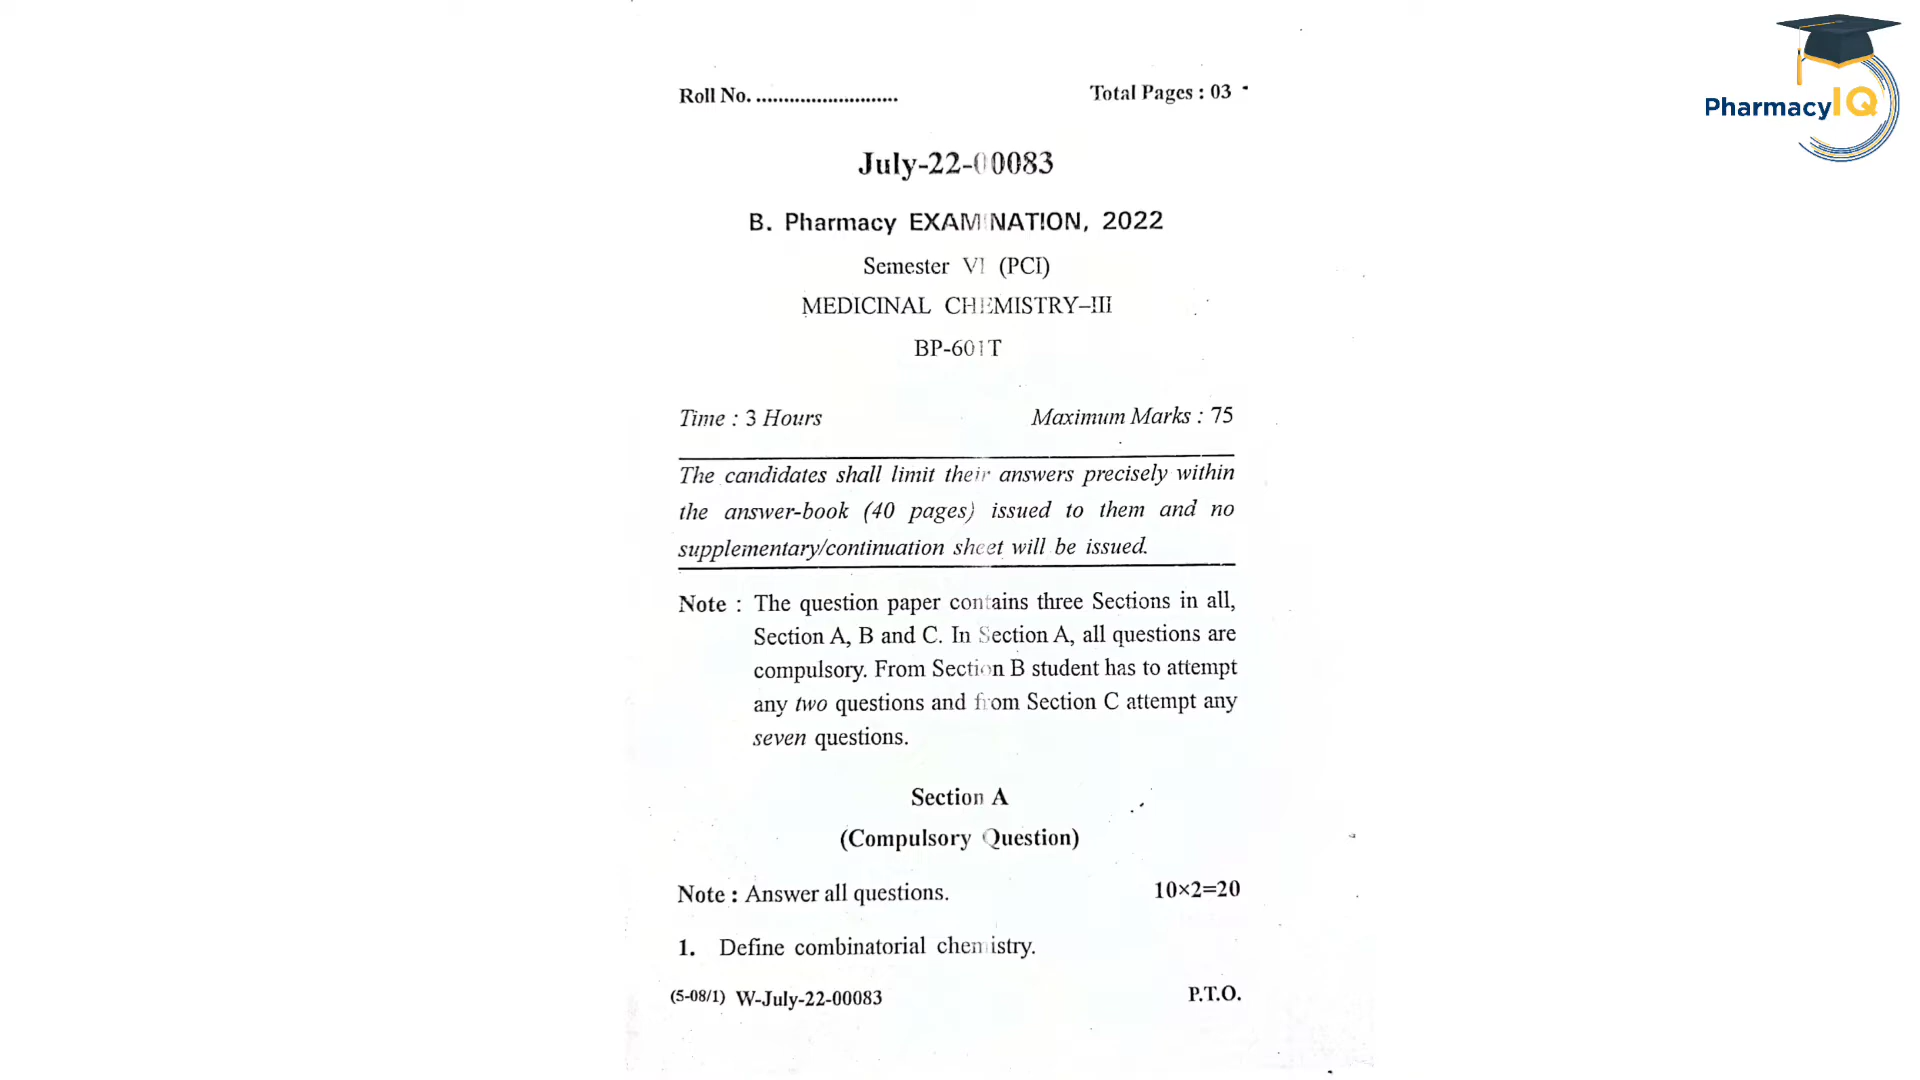 PharmacyIQ
Roll No. ..........................
Total Pages : 03
July-22-00083
B. Pharmacy EXAMINATION, 2022
Semester VI (PCI)
MEDICINAL CHEMISTRY–III
BP-601T
Time : 3 Hours
Maximum Marks : 75
The candidates shall limit their answers precisely within
the answer-book (40 pages) issued to them and no
supplementary/continuation sheet will be issued.
Note : The question paper contains three Sections in all,
Section A, B and C. In Section A, all questions are
compulsory. From Section B student has to attempt
any two questions and from Section C attempt any
seven questions.
Section A
(Compulsory Question)
Note : Answer all questions.
10×2=20
1. Define combinatorial chemistry.
(5-08/1) W-July-22-00083
P.T.O.